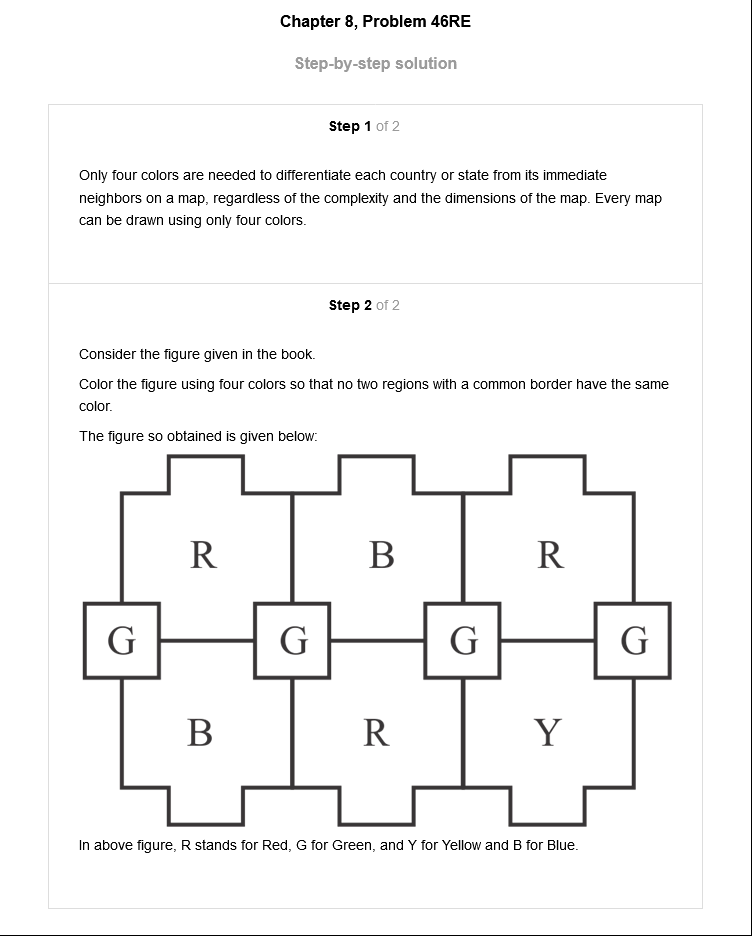 Chapter 8, Problem 46RE
Step-by-step solution
Step 1 of 2
Only four colors are needed to differentiate each country or state from its immediate
neighbors on a map, regardless of the complexity and the dimensions of the map. Every map
can be drawn using only four colors.
Step 2 of 2
Consider the figure given in the book.
Color the figure using four colors so that no two regions with a common border have the same
color.
The figure so obtained is given below:
R B R
G G G G
B R Y
In above figure, R stands for Red, G for Green, and Y for Yellow and B for Blue.